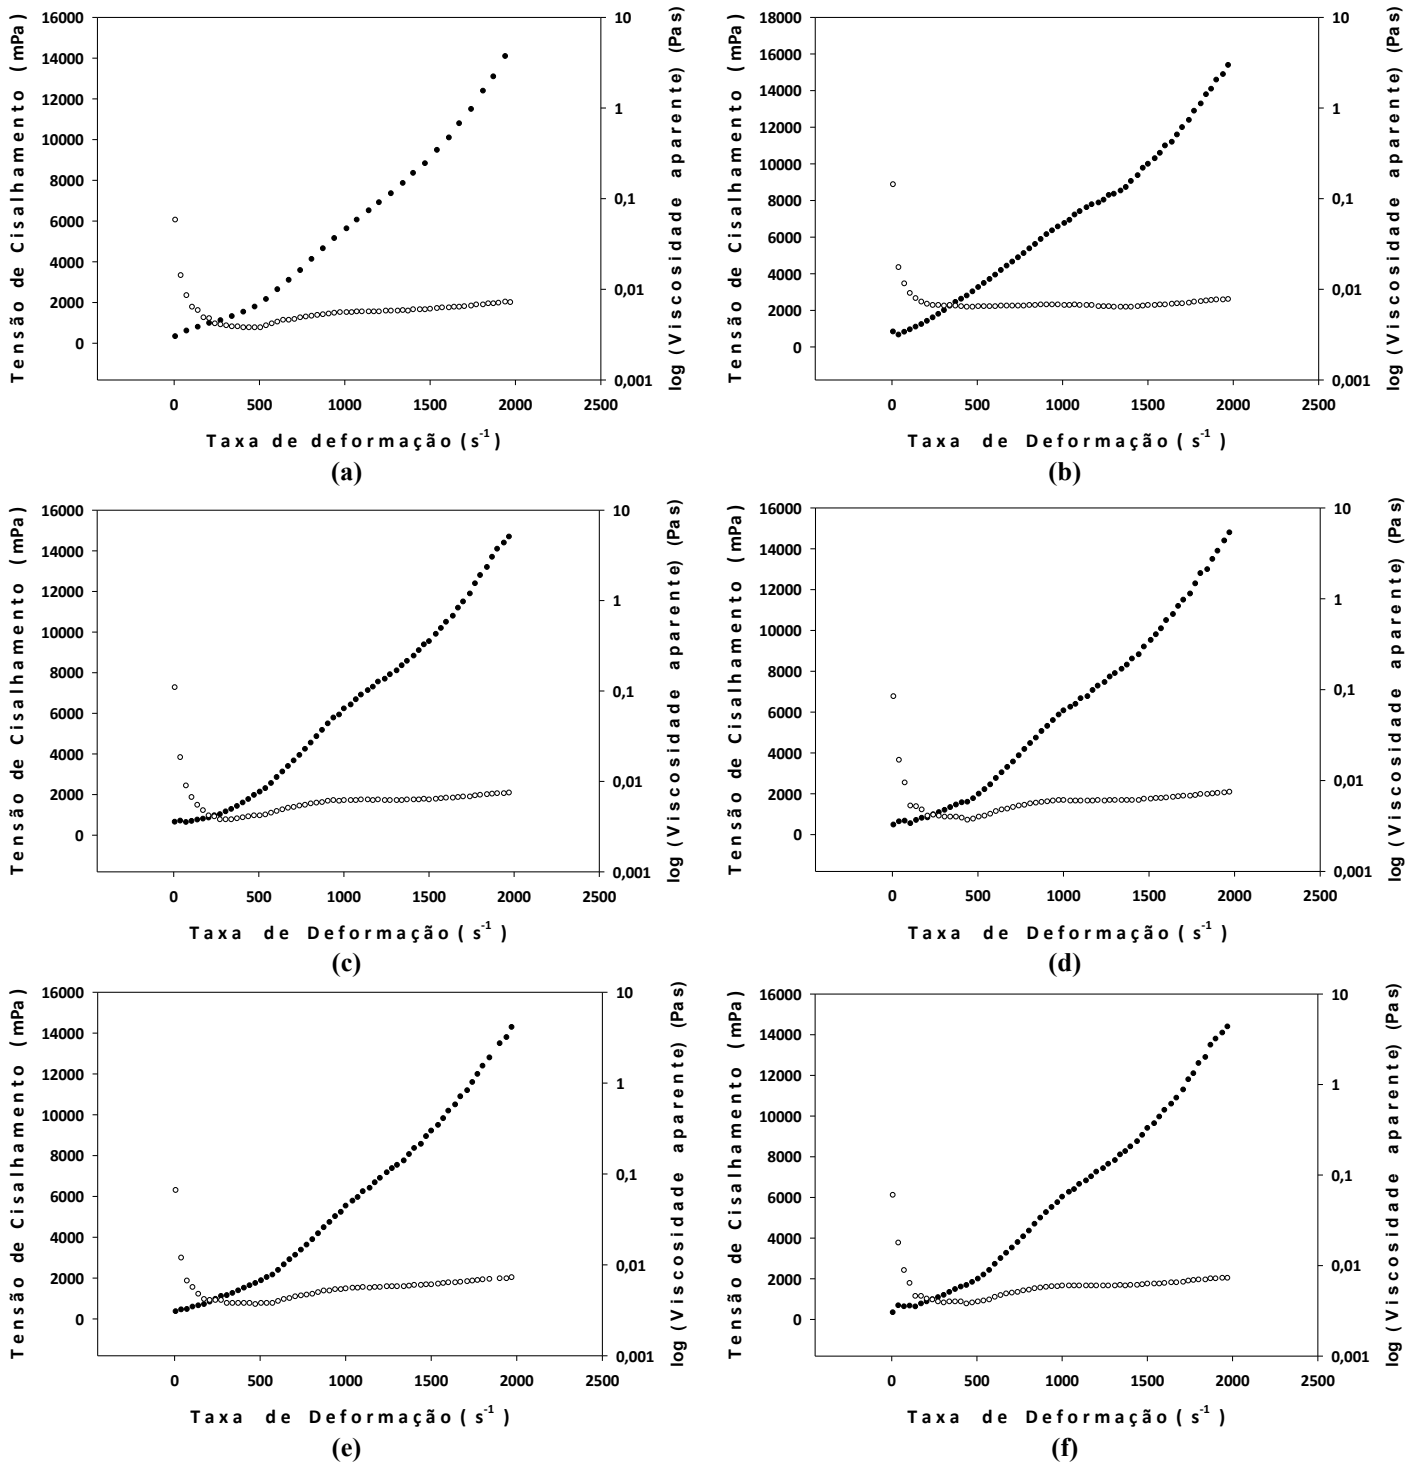 Tensão de Cisalhamento (mPa)
16000
14000
12000
10000
8000
6000
4000
2000
0
10
1
0,1
0,01
0,001
log (Viscosidade aparente) (Pas)
0 500 1000 1500 2000 2500
Taxa de deformação (s-1)
(a)
Tensão de Cisalhamento (mPa)
18000
16000
14000
12000
10000
8000
6000
4000
2000
0
10
1
0,1
0,01
0,001
log (Viscosidade aparente) (Pas)
0 500 1000 1500 2000 2500
Taxa de Deformação (s-1)
(b)
Tensão de Cisalhamento (mPa)
16000
14000
12000
10000
8000
6000
4000
2000
0
10
1
0,1
0,01
0,001
log (Viscosidade aparente) (Pas)
0 500 1000 1500 2000 2500
Taxa de Deformação (s-1)
(c)
Tensão de Cisalhamento (mPa)
16000
14000
12000
10000
8000
6000
4000
2000
0
10
1
0,1
0,01
0,001
log (Viscosidade aparente) (Pas)
0 500 1000 1500 2000 2500
Taxa de Deformação (s-1)
(d)
Tensão de Cisalhamento (mPa)
16000
14000
12000
10000
8000
6000
4000
2000
0
10
1
0,1
0,01
0,001
log (Viscosidade aparente) (Pas)
0 500 1000 1500 2000 2500
Taxa de Deformação (s-1)
(e)
Tensão de Cisalhamento (mPa)
16000
14000
12000
10000
8000
6000
4000
2000
0
10
1
0,1
0,01
0,001
log (Viscosidade aparente) (Pas)
0 500 1000 1500 2000 2500
Taxa de Deformação (s-1)
(f)